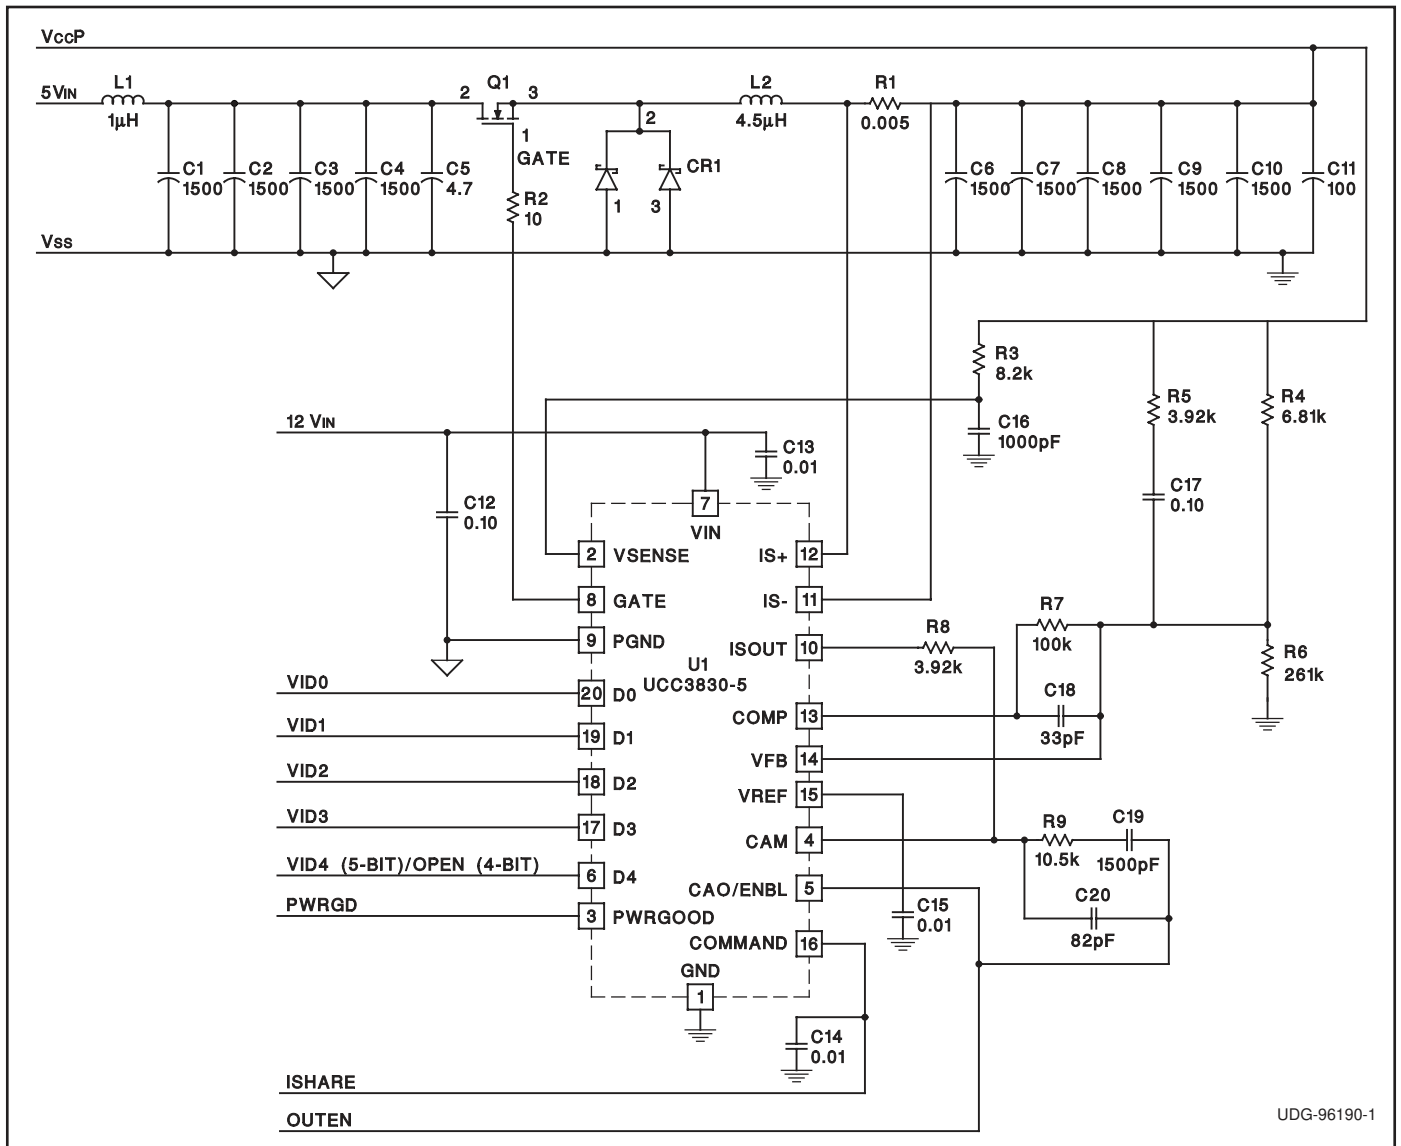 VCCP
5VIN
L1
1µH
2
Q1
3
1
GATE
L2
4.5µH
R1
0.005
2
CR1
1
3
C1
1500
C2
1500
C3
1500
C4
1500
C5
4.7
R2
10
C6
1500
C7
1500
C8
1500
C9
1500
C10
1500
C11
100
VSS
R3
8.2k
C16
1000pF
R5
3.92k
R4
6.81k
C17
0.10
12 VIN
C13
0.01
C12
0.10
7
VIN
2 VSENSE
IS+ 12
8 GATE
IS- 11
9 PGND
ISOUT 10
U1
UCC3830-5
R8
3.92k
R7
100k
R6
261k
C18
33pF
VID0
20 D0
COMP 13
VID1
19 D1
VFB 14
VID2
18 D2
VREF 15
VID3
17 D3
CAM 4
R9
10.5k
C19
1500pF
VID4 (5-BIT)/OPEN (4-BIT)
6 D4
CAO/ENBL 5
C20
82pF
PWRGD
3 PWRGOOD
C15
0.01
COMMAND 16
GND
1
C14
0.01
ISHARE
OUTEN
UDG-96190-1